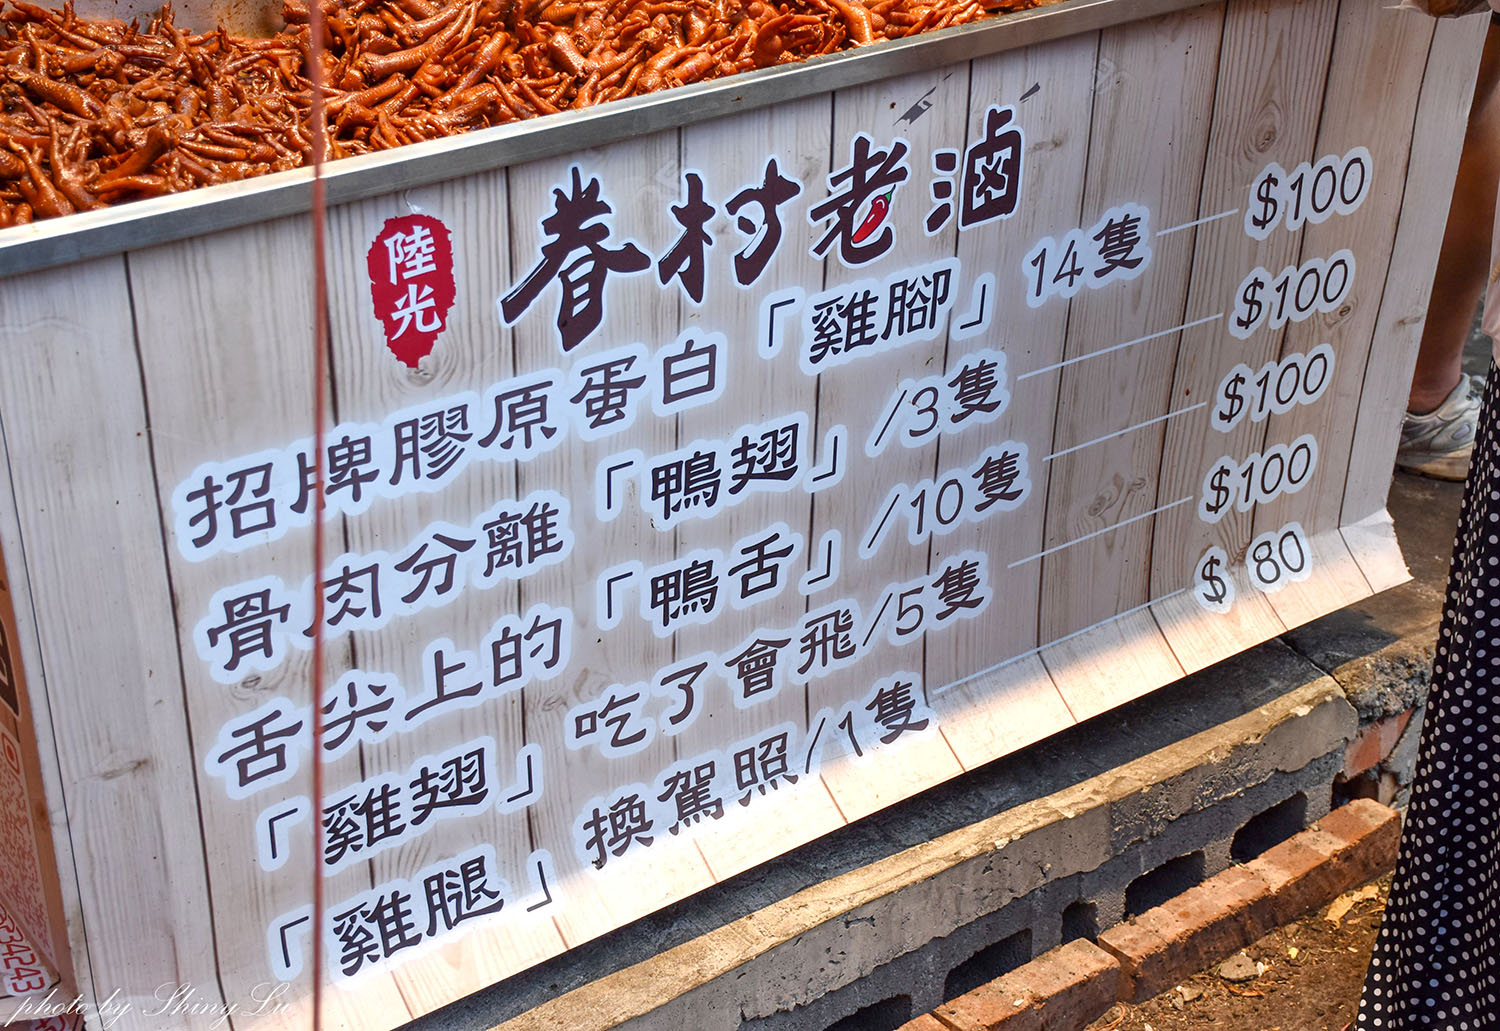 陸光
眷村老滷
招牌膠原蛋白「雞腳」14隻 $100
骨肉分離「鴨翅」/3隻 $100
舌尖上的「鴨舌」/10隻 $100
「雞翅」吃了會飛/5隻 $100
「雞腿」換駕照/1隻 $ 80
34243
photo by Shiny Lu